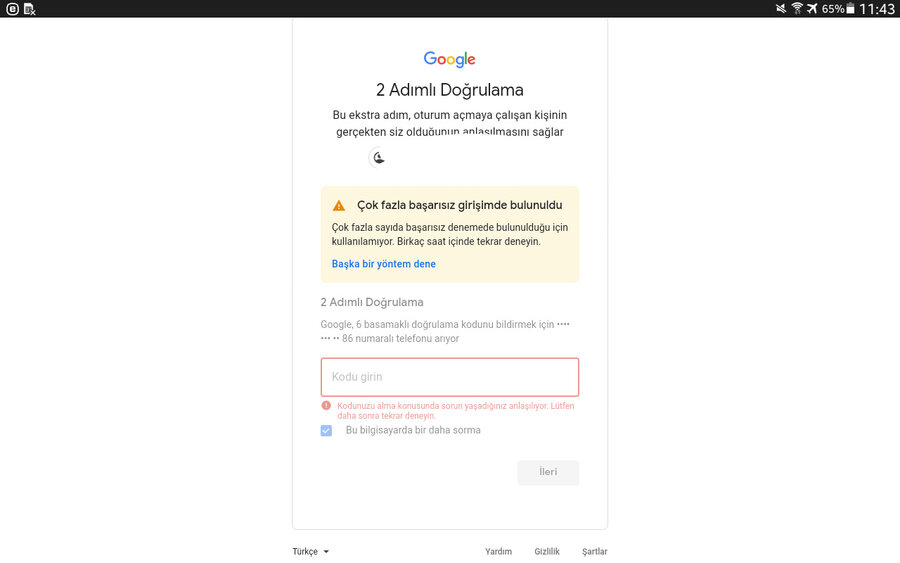 65% 11:43
Google
2 Adımlı Doğrulama
Bu ekstra adım, oturum açmaya çalışan kişinin
gerçekten siz olduğunun anlaşılmasını sağlar
Çok fazla başarısız girişimde bulunuldu
Çok fazla sayıda başarısız denemede bulunulduğu için
kullanılamıyor. Birkaç saat içinde tekrar deneyin.
Başka bir yöntem dene
2 Adımlı Doğrulama
Google, 6 basamaklı doğrulama kodunu bildirmek için ••••
••• •• 86 numaralı telefonu arıyor
Kodu girin
Kodunuzu alma konusunda sorun yaşadığınız anlaşılıyor. Lütfen
daha sonra tekrar deneyin.
Bu bilgisayarda bir daha sorma
İleri
Türkçe Yardım Gizlilik Şartlar